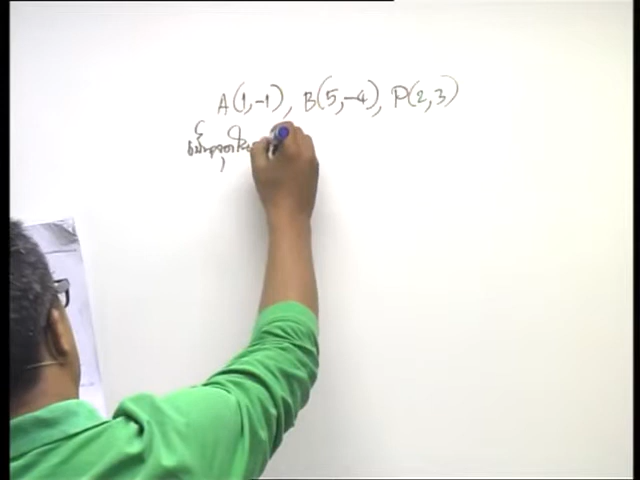 A(1,-1), B(5,-4), P(2,3)